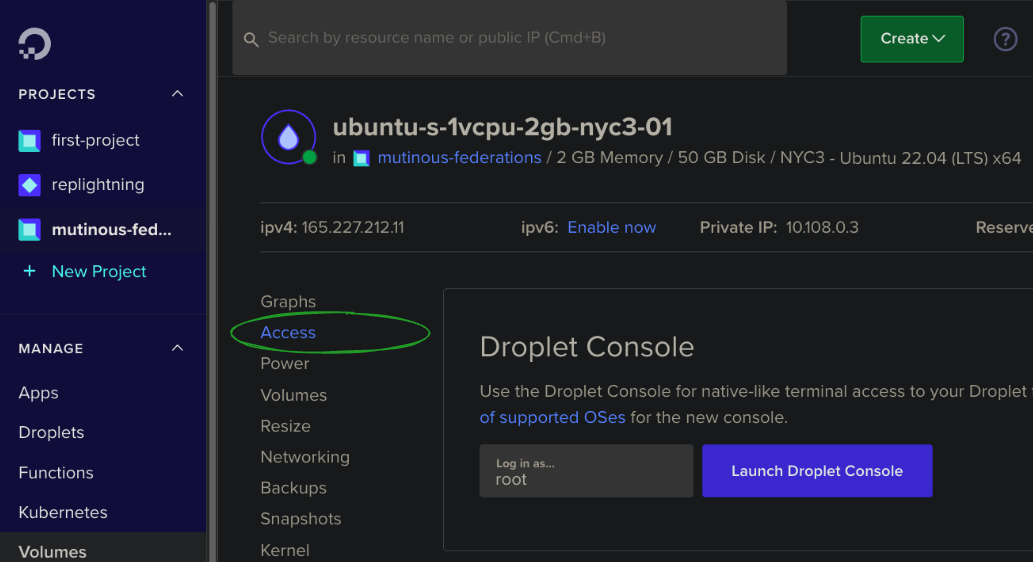 Search by resource name or public IP (Cmd+B)
Create
?
PROJECTS
first-project
replightning
mutinous-fed...
+ New Project
MANAGE
Apps
Droplets
Functions
Kubernetes
Volumes
ubuntu-s-1vcpu-2gb-nyc3-01
in mutinous-federations / 2 GB Memory / 50 GB Disk / NYC3 - Ubuntu 22.04 (LTS) x64
ipv4: 165.227.212.11 ipv6: Enable now Private IP: 10.108.0.3 Reserve
Graphs
Access
Power
Volumes
Resize
Networking
Backups
Snapshots
Kernel
Droplet Console
Use the Droplet Console for native-like terminal access to your Droplet
of supported OSes for the new console.
Log in as...
root
Launch Droplet Console